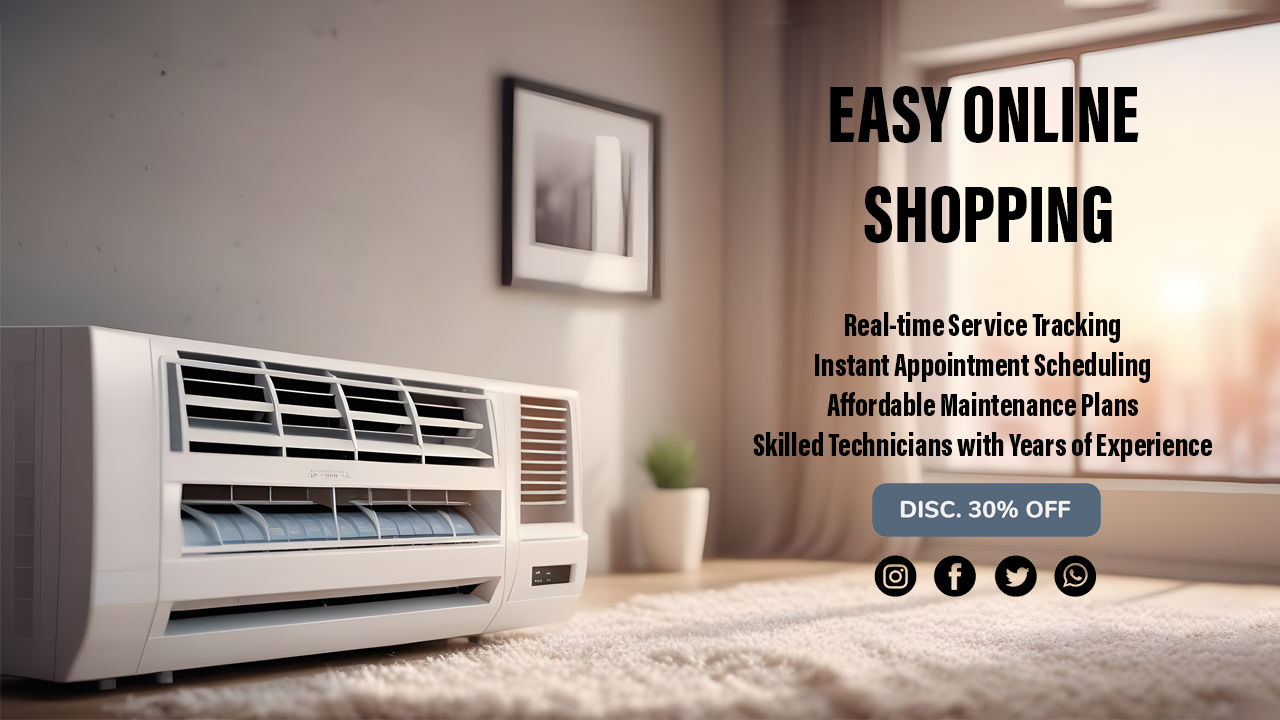 EASY ONLINE
SHOPPING
Real-time Service Tracking
Instant Appointment Scheduling
Affordable Maintenance Plans
Skilled Technicians with Years of Experience
DISC. 30% OFF